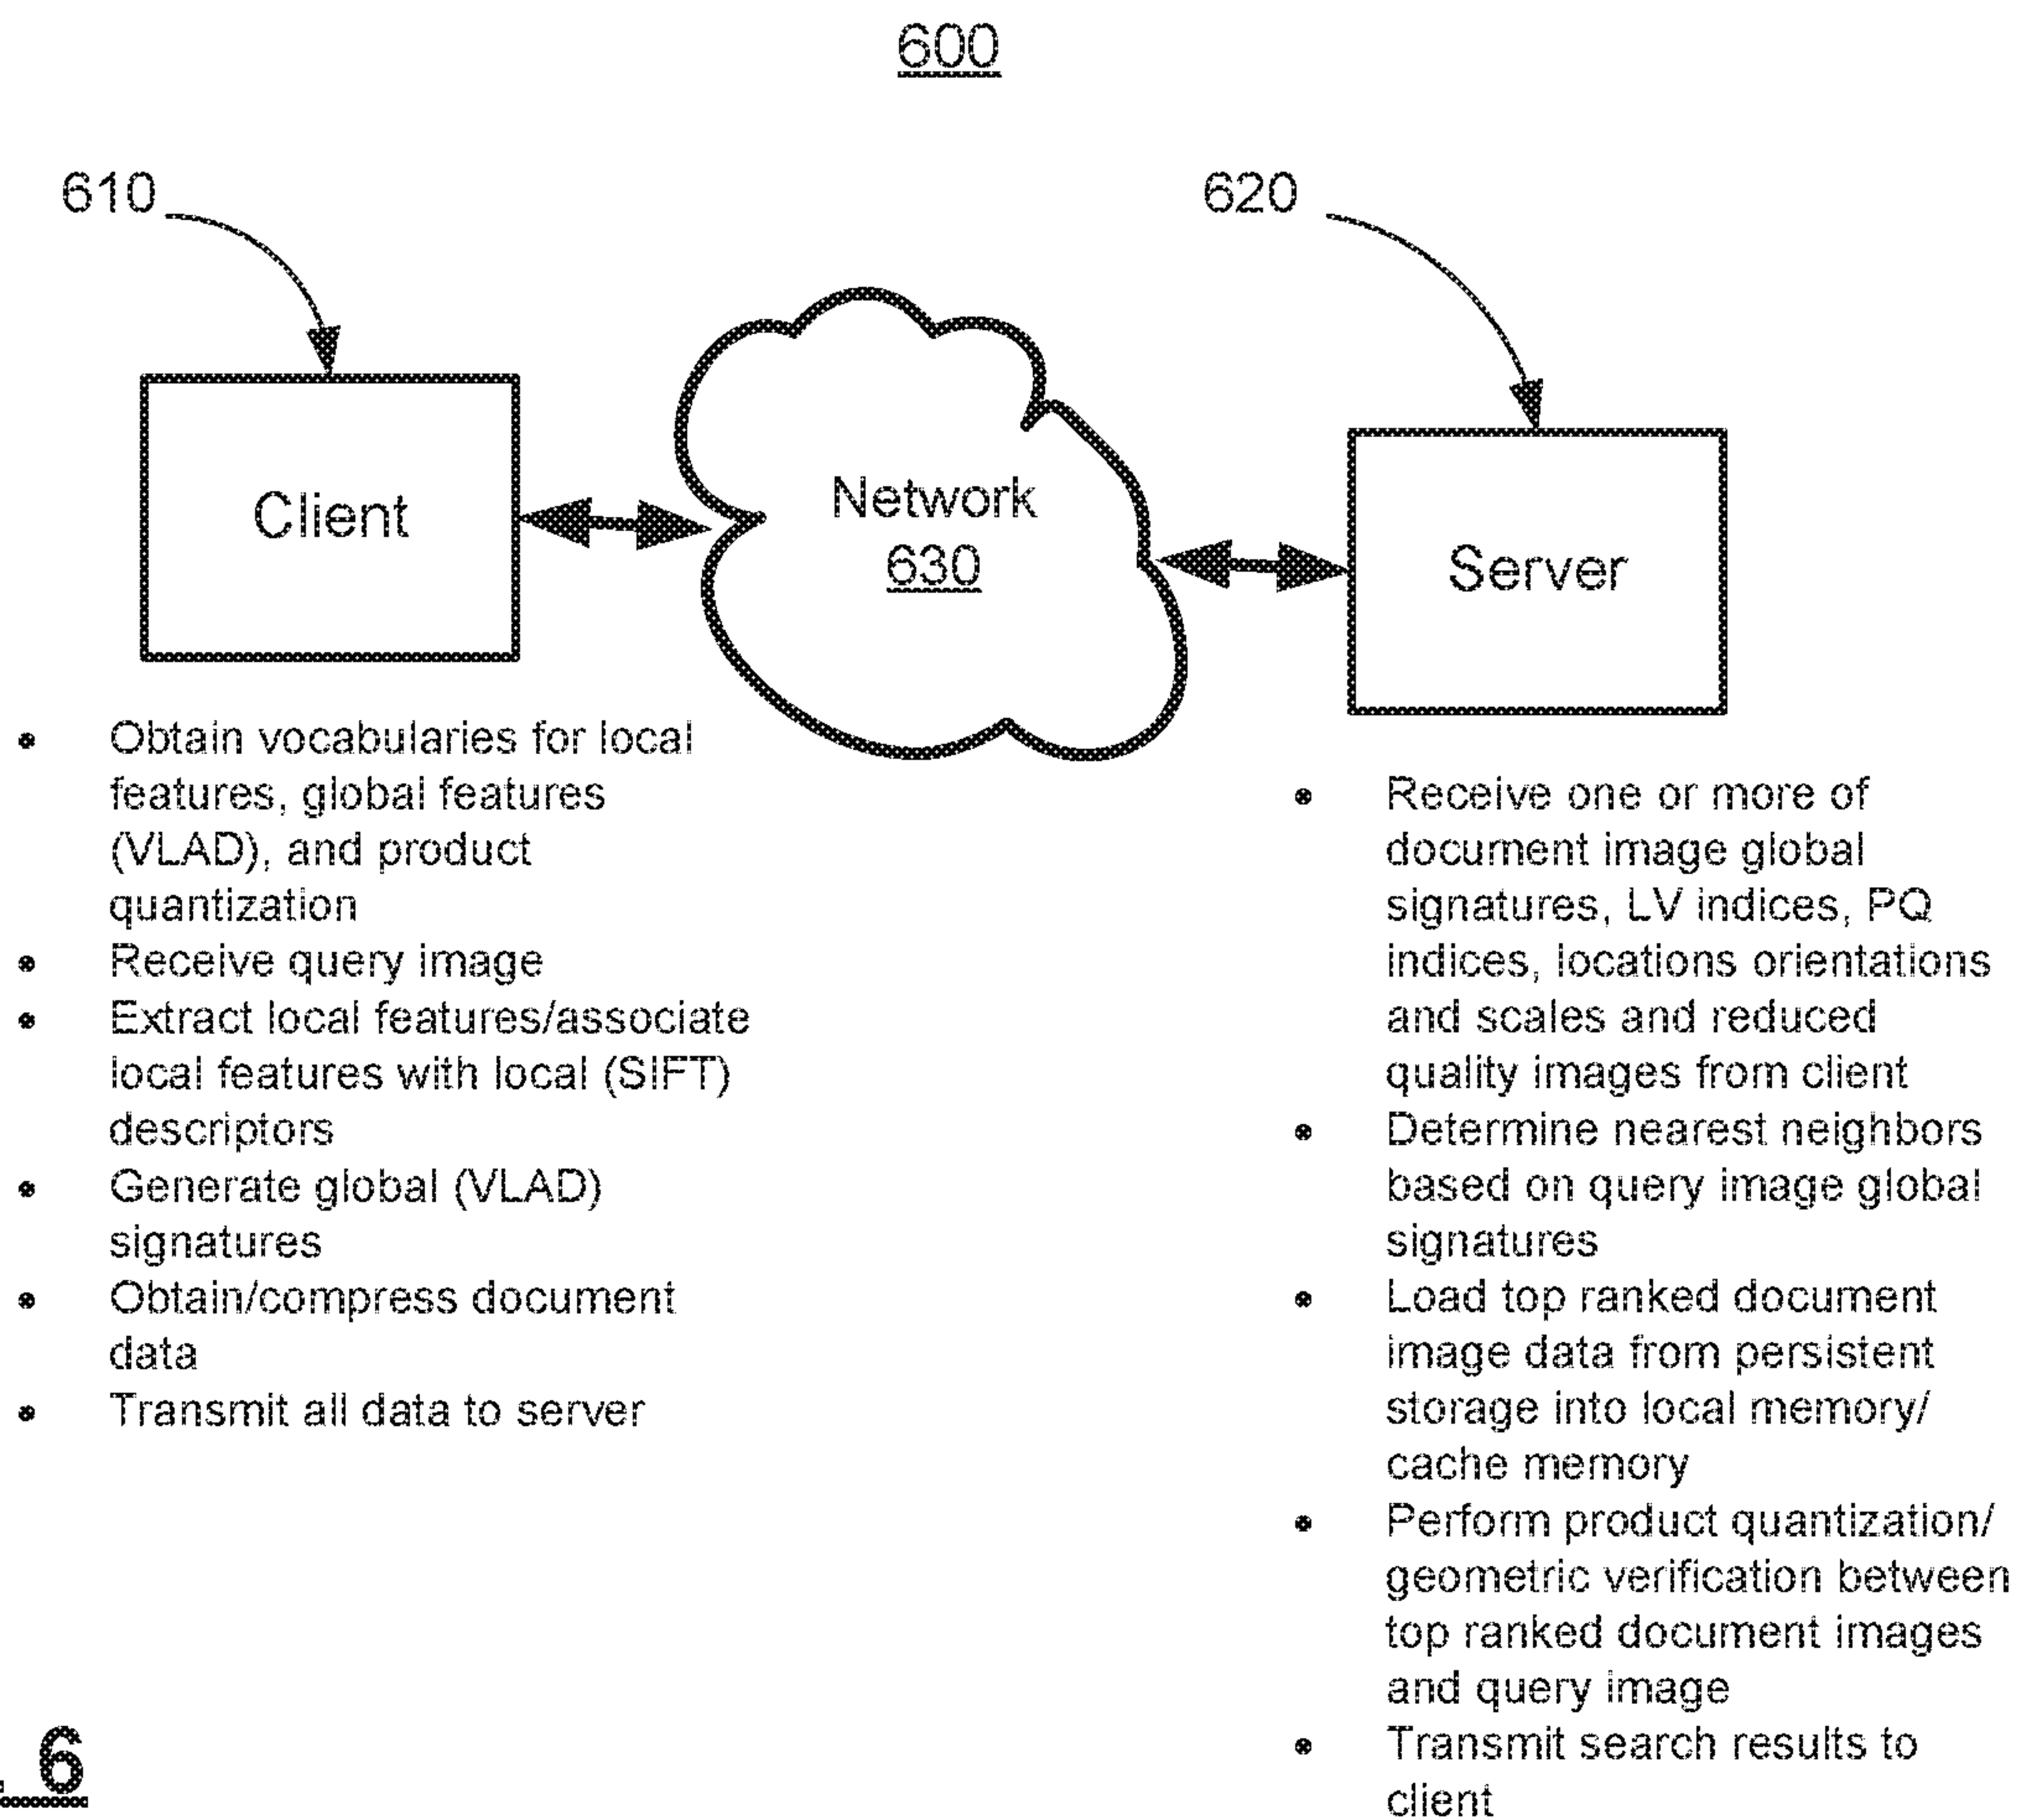 600
610
620
Client
Network
630
Server
• Obtain vocabularies for local
features, global features
(VLAD), and product
quantization
• Receive query image
• Extract local features/associate
local features with local (SIFT)
descriptors
• Generate global (VLAD)
signatures
• Obtain/compress document
data
• Transmit all data to server
• Receive one or more of
document image global
signatures, LV indices, PQ
indices, locations orientations
and scales and reduced
quality images from client
• Determine nearest neighbors
based on query image global
signatures
• Load top ranked document
image data from persistent
storage into local memory/
cache memory
• Perform product quantization/
geometric verification between
top ranked document images
and query image
• Transmit search results to
client
. 6